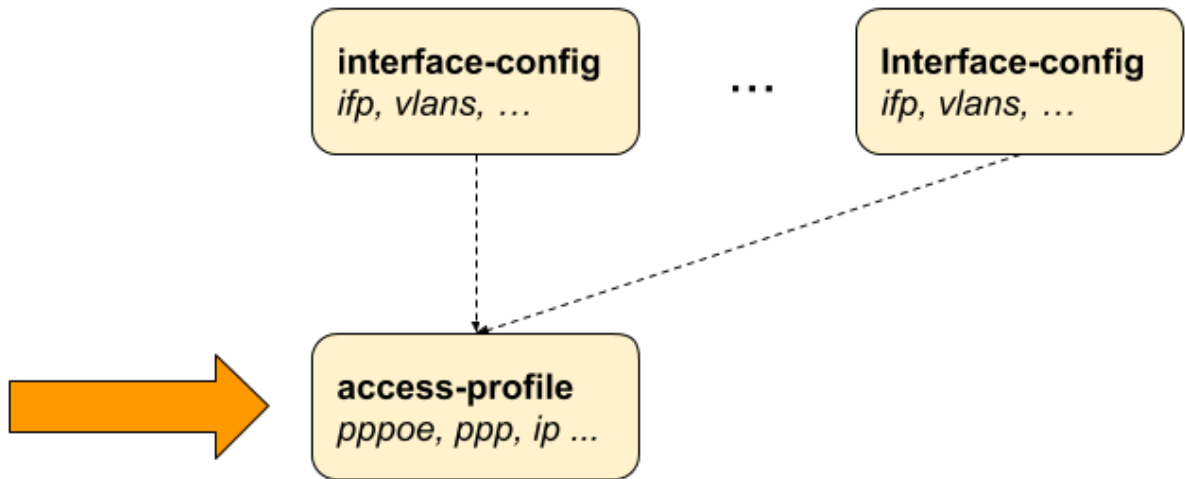 interface-config
ifp, vlans, …
...
Interface-config
ifp, vlans, …
access-profile
pppoe, ppp, ip ...